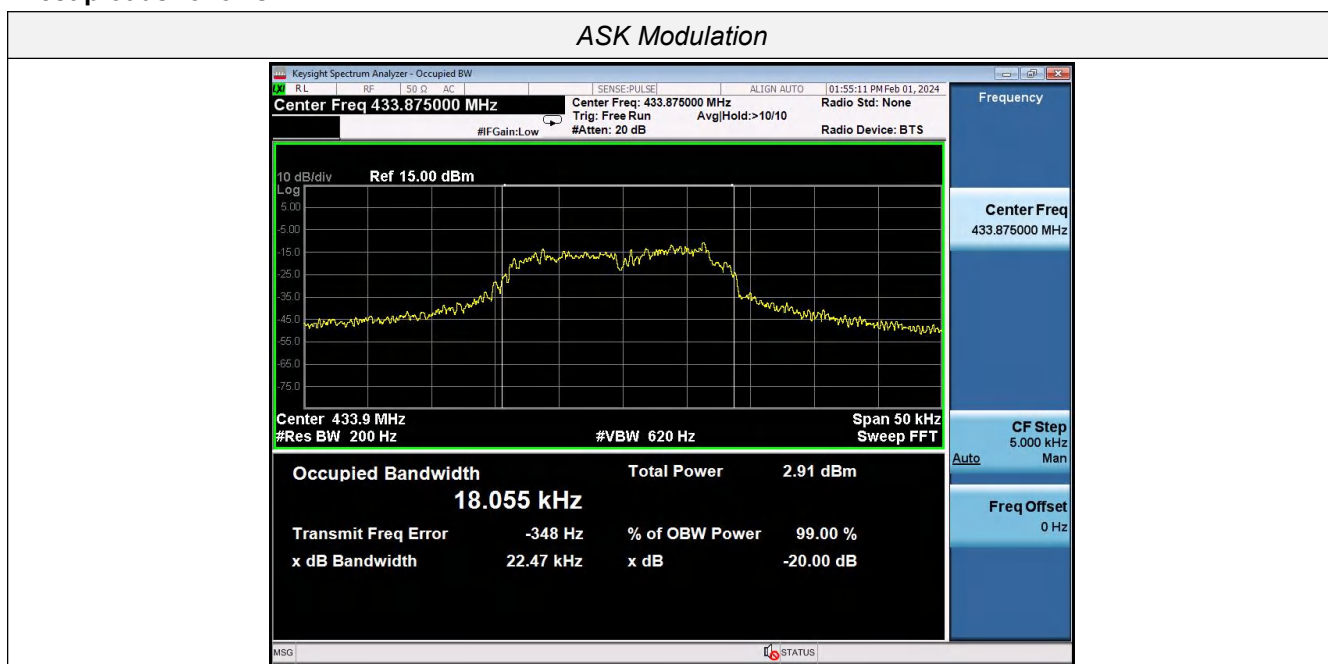 ASK Modulation
Keysight Spectrum Analyzer - Occupied BW
LXI RL RF 50 Ω AC SENSE:PULSE ALIGN AUTO 01:55:11 PM Feb 01, 2024
Center Freq 433.875000 MHz
Center Freq: 433.875000 MHz Radio Std: None
Trig: Free Run Avg|Hold:>10/10
#IFGain:Low #Atten: 20 dB Radio Device: BTS
10 dB/div Ref 15.00 dBm
Log
5.00
-5.00
-15.0
-25.0
-35.0
-45.0
-55.0
-65.0
-75.0
Center 433.9 MHz Span 50 kHz
#Res BW 200 Hz #VBW 620 Hz Sweep FFT
Occupied Bandwidth Total Power 2.91 dBm
18.055 kHz
Transmit Freq Error -348 Hz % of OBW Power 99.00 %
x dB Bandwidth 22.47 kHz x dB -20.00 dB
Frequency
Center Freq
433.875000 MHz
CF Step
5.000 kHz
Auto Man
Freq Offset
0 Hz
MSG STATUS